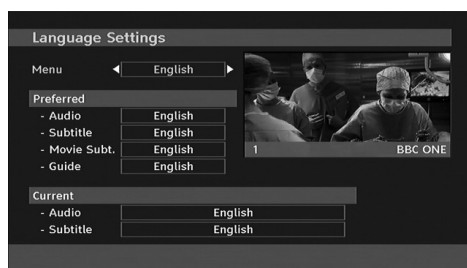 Language Settings
Menu English
Preferred
- Audio English
- Subtitle English
- Movie Subt. English
- Guide English
1 BBC ONE
Current
- Audio English
- Subtitle English